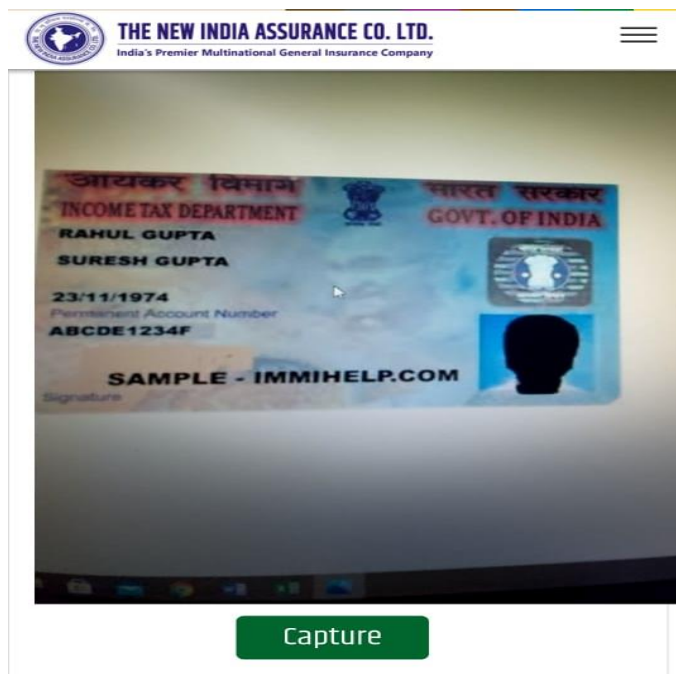 THE NEW INDIA ASSURANCE CO. LTD.
India's Premier Multinational General Insurance Company
आयकर विभाग
भारत सरकार
INCOME TAX DEPARTMENT
GOVT. OF INDIA
RAHUL GUPTA
SURESH GUPTA
23/11/1974
Permanent Account Number
ABCDE1234F
SAMPLE - IMMIHELP.COM
Signature
Capture